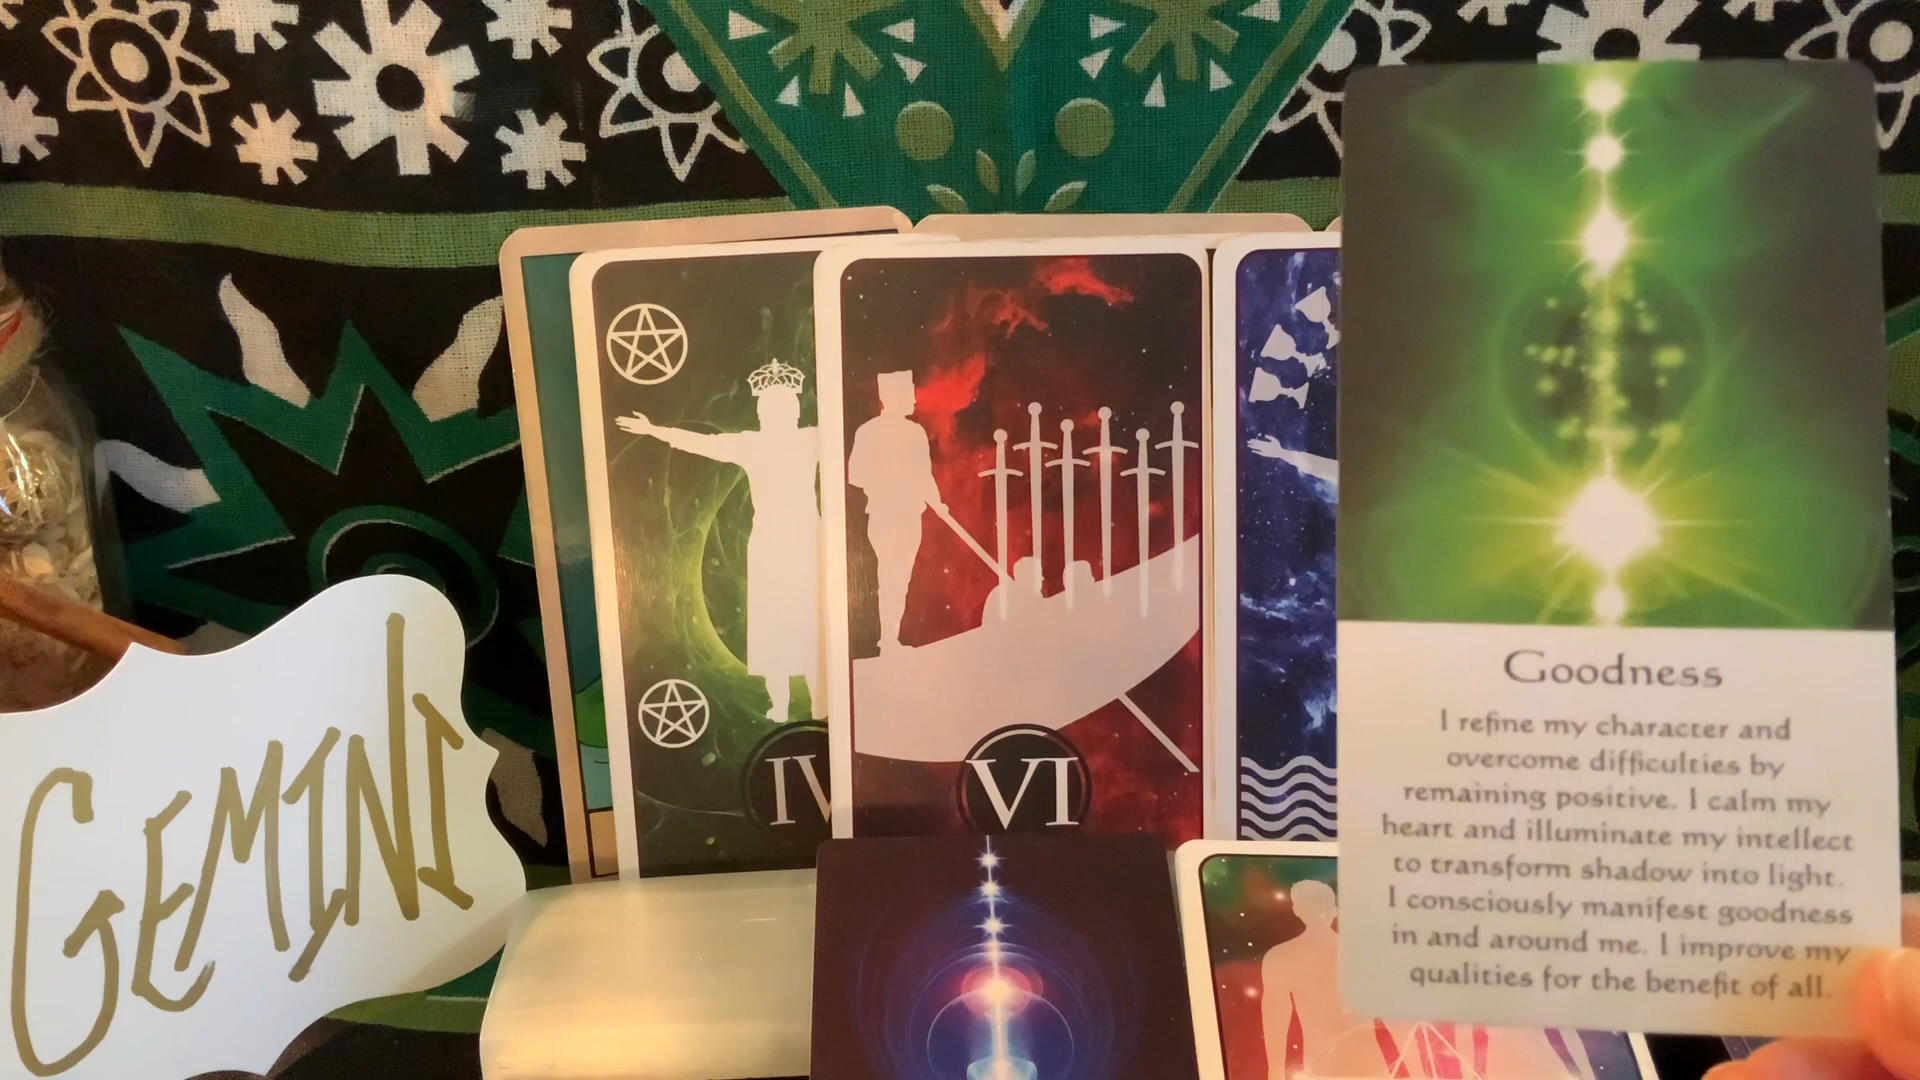 GEMINI
IV
VI
Goodness
I refine my character and
overcome difficulties by
remaining positive. I calm my
heart and illuminate my intellect
to transform shadow into light.
I consciously manifest goodness
in and around me. I improve my
qualities for the benefit of all.